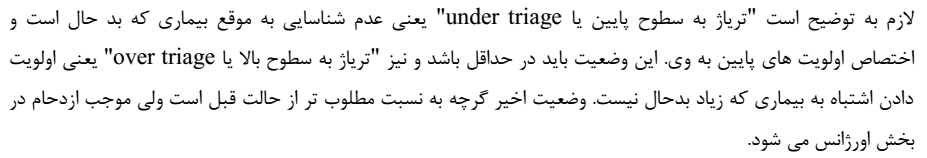 لازم به توضیح است "تریاژ به سطوح پایین یا under triage" یعنی عدم شناسایی به موقع بیماری که بد حال است و
اختصاص اولویت های پایین به وی. این وضعیت باید در حداقل باشد و نیز "تریاژ به سطوح بالا یا over triage" یعنی اولویت
دادن اشتباه به بیماری که زیاد بدحال نیست. وضعیت اخیر گرچه به نسبت مطلوب تر از حالت قبل است ولی موجب ازدحام در
بخش اورژانس می شود.